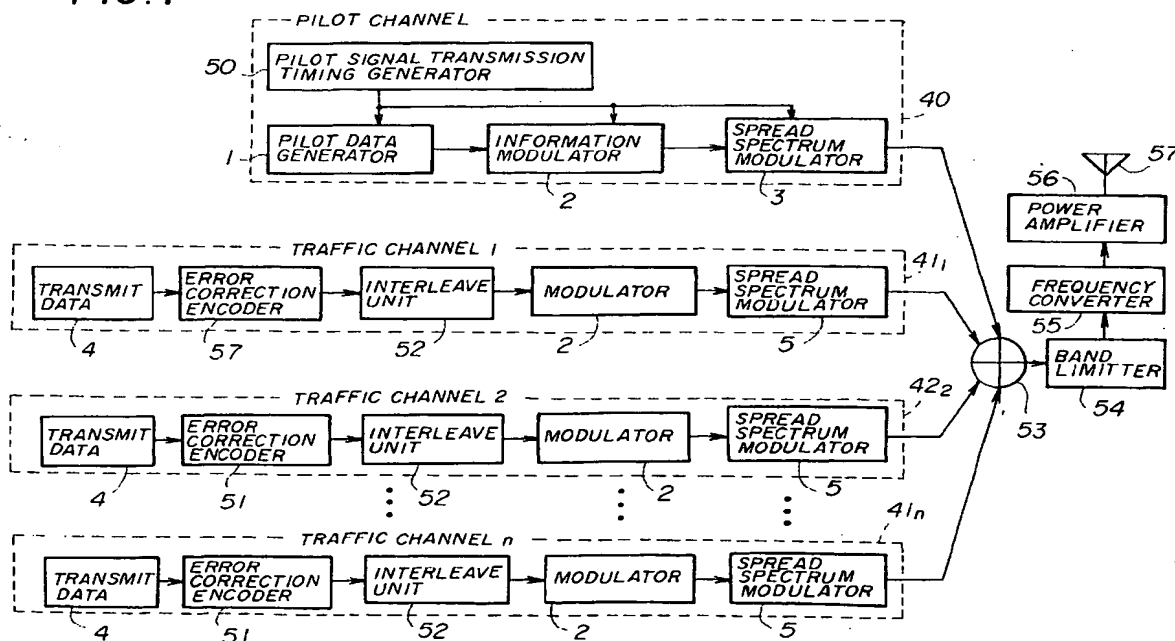 PILOT CHANNEL
50
PILOT SIGNAL TRANSMISSION
TIMING GENERATOR
40
PILOT DATA
GENERATOR
INFORMATION
MODULATOR
SPREAD
SPECTRUM
MODULATOR
1
2
3
57
56
POWER
AMPLIFIER
TRAFFIC CHANNEL 1
41₁
TRANSMIT
DATA
ERROR
CORRECTION
ENCODER
INTERLEAVE
UNIT
MODULATOR
SPREAD
SPECTRUM
MODULATOR
4
57
52
2
5
FREQUENCY
CONVERTER
55
BAND
LIMITTER
53
54
TRAFFIC CHANNEL 2
42₂
TRANSMIT
DATA
ERROR
CORRECTION
ENCODER
INTERLEAVE
UNIT
MODULATOR
SPREAD
SPECTRUM
MODULATOR
4
51
52
2
5
TRAFFIC CHANNEL n
41ₙ
TRANSMIT
DATA
ERROR
CORRECTION
ENCODER
INTERLEAVE
UNIT
MODULATOR
SPREAD
SPECTRUM
MODULATOR
4
51
52
2
5